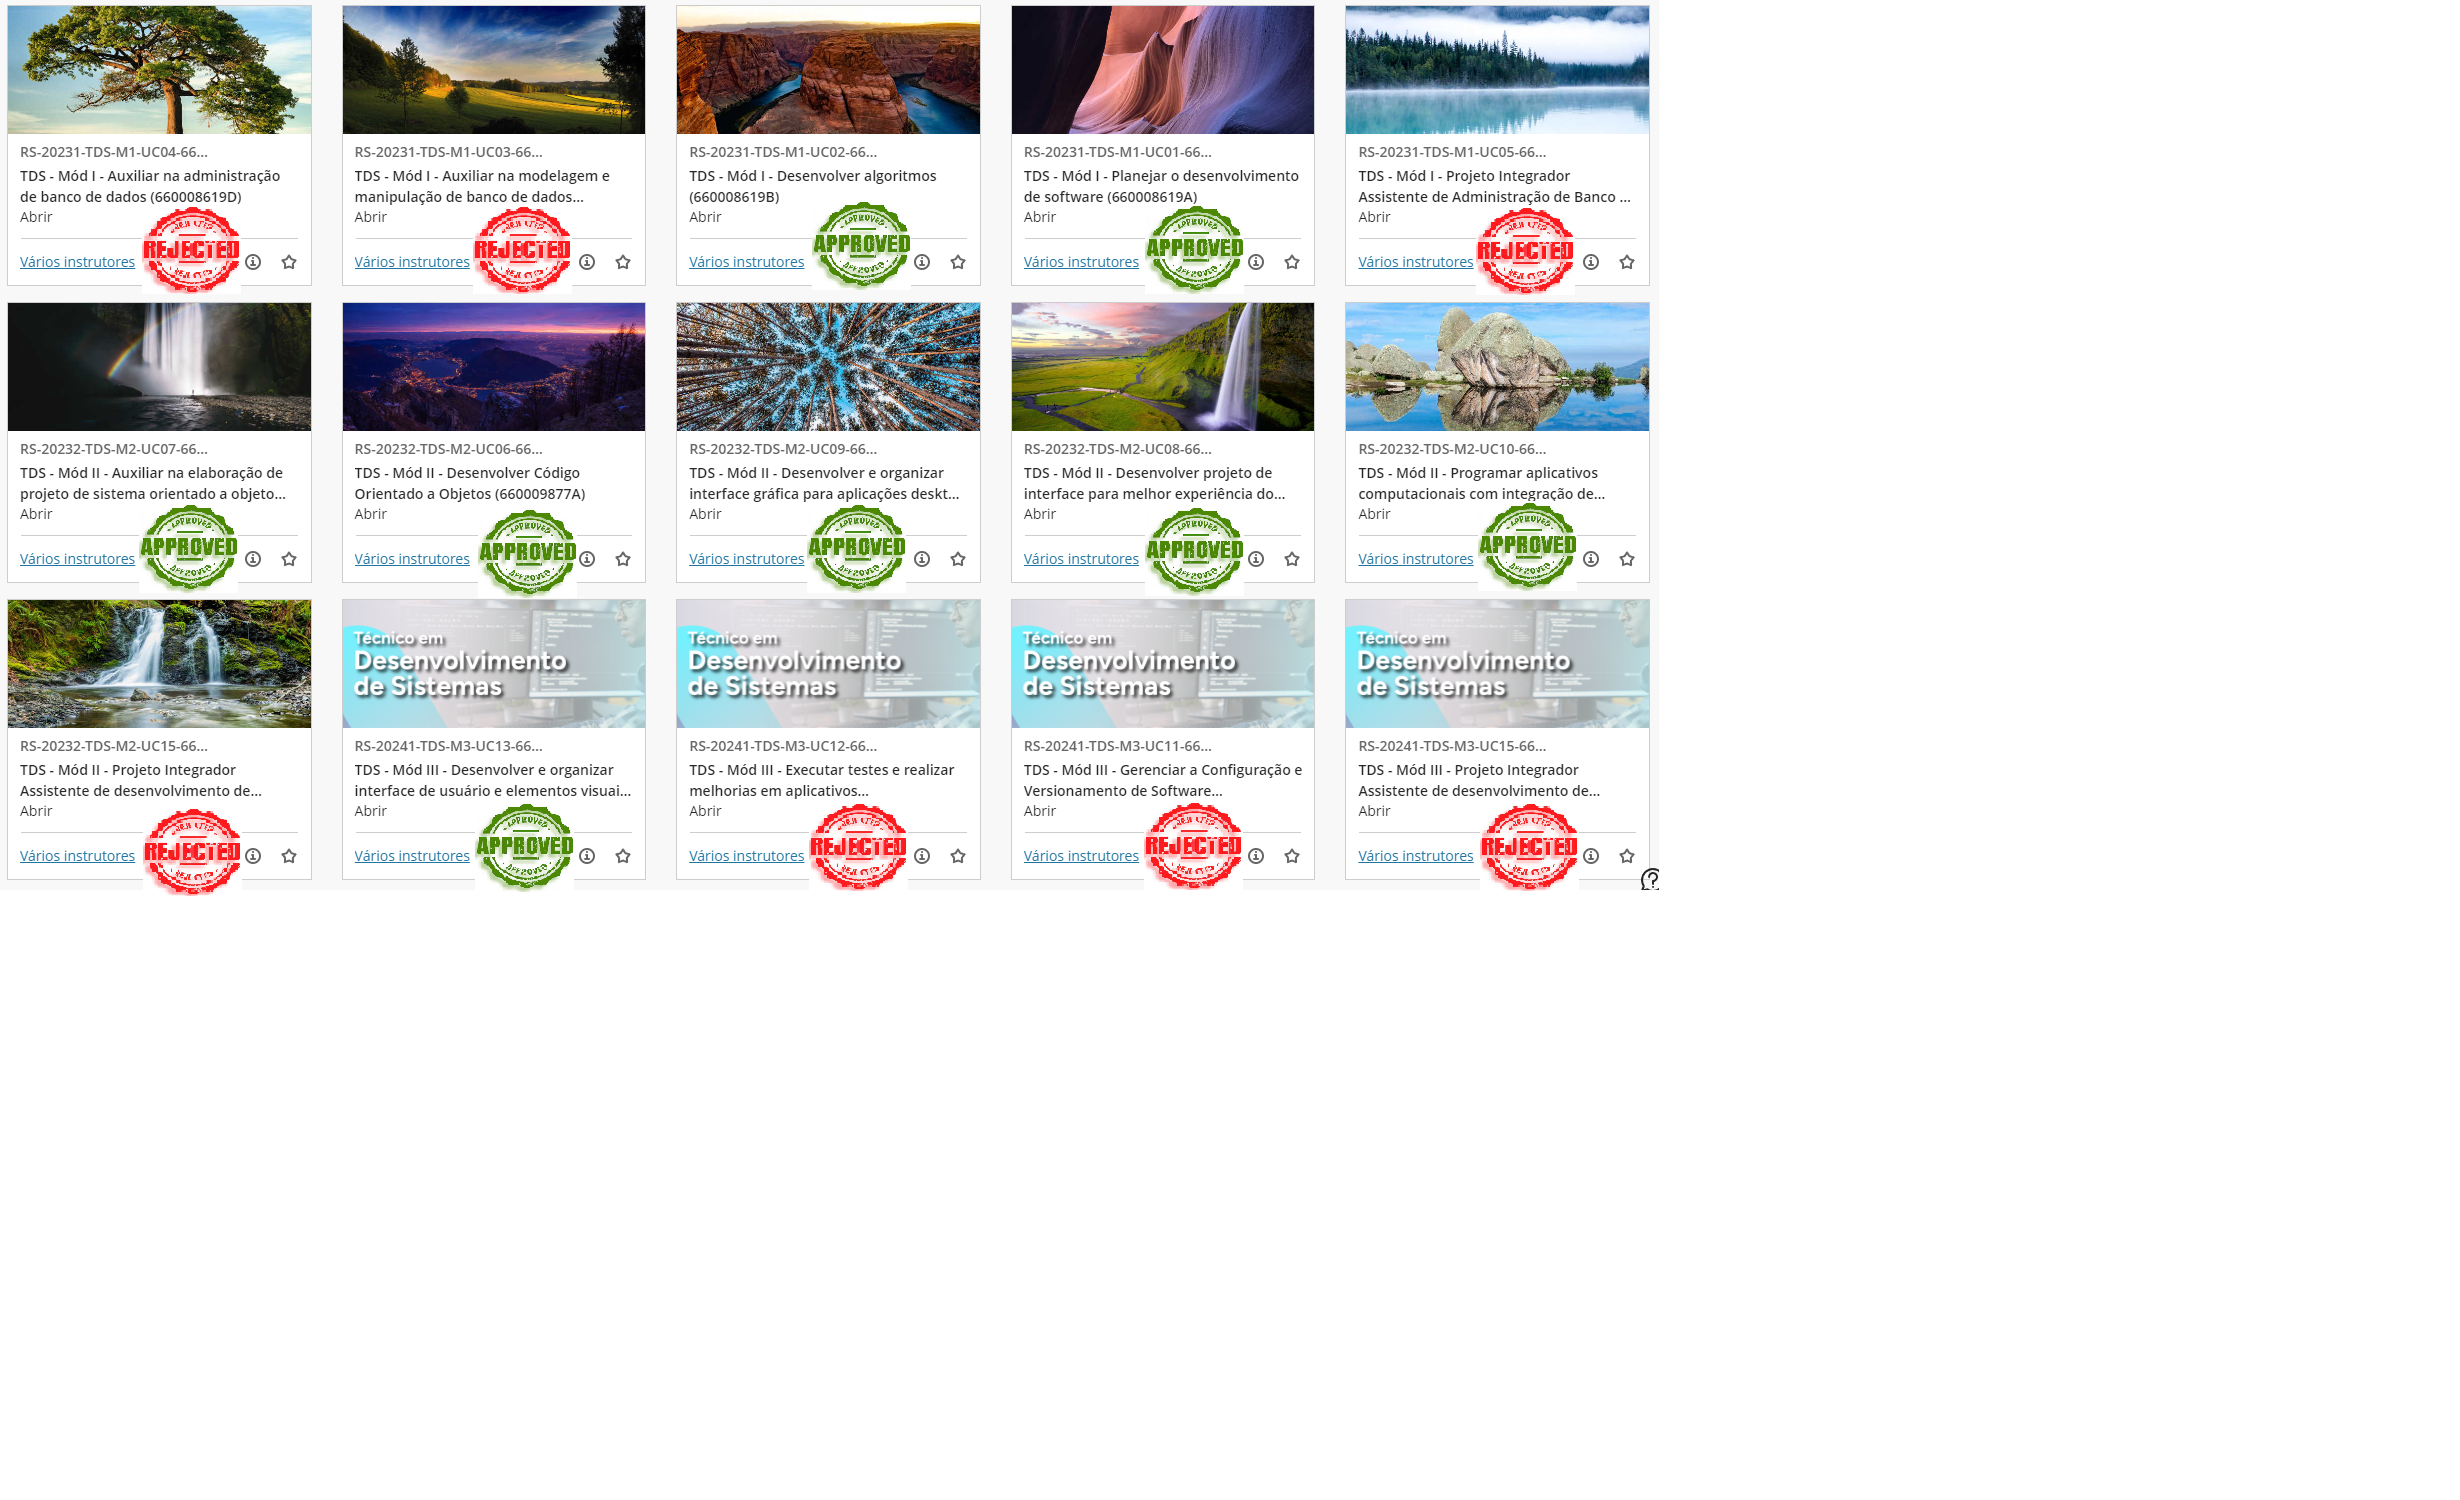 RS-20231-TDS-M1-UC04-66...
TDS - Mód I - Auxiliar na administração
de banco de dados (660008619D)
Abrir
Vários instrutores
REJECTED
RS-20231-TDS-M1-UC03-66...
TDS - Mód I - Auxiliar na modelagem e
manipulação de banco de dados...
Abrir
Vários instrutores
REJECTED
RS-20231-TDS-M1-UC02-66...
TDS - Mód I - Desenvolver algoritmos
(660008619B)
Abrir
Vários instrutores
APPROVED
APPROVED
RS-20231-TDS-M1-UC01-66...
TDS - Mód I - Planejar o desenvolvimento
de software (660008619A)
Abrir
Vários instrutores
APPROVED
APPROVED
RS-20231-TDS-M1-UC05-66...
TDS - Mód I - Projeto Integrador
Assistente de Administração de Banco ...
Abrir
Vários instrutores
REJECTED
RS-20232-TDS-M2-UC07-66...
TDS - Mód II - Auxiliar na elaboração de
projeto de sistema orientado a objeto...
Abrir
Vários instrutores
APPROVED
APPROVED
RS-20232-TDS-M2-UC06-66...
TDS - Mód II - Desenvolver Código
Orientado a Objetos (660009877A)
Abrir
Vários instrutores
APPROVED
APPROVED
RS-20232-TDS-M2-UC09-66...
TDS - Mód II - Desenvolver e organizar
interface gráfica para aplicações deskt...
Abrir
Vários instrutores
APPROVED
APPROVED
RS-20232-TDS-M2-UC08-66...
TDS - Mód II - Desenvolver projeto de
interface para melhor experiência do...
Abrir
Vários instrutores
APPROVED
APPROVED
RS-20232-TDS-M2-UC10-66...
TDS - Mód II - Programar aplicativos
computacionais com integração de...
Abrir
Vários instrutores
APPROVED
APPROVED
RS-20232-TDS-M2-UC15-66...
TDS - Mód II - Projeto Integrador
Assistente de desenvolvimento de...
Abrir
Vários instrutores
REJECTED
Técnico em
Desenvolvimento
de Sistemas
RS-20241-TDS-M3-UC13-66...
TDS - Mód III - Desenvolver e organizar
interface de usuário e elementos visuai...
Abrir
Vários instrutores
APPROVED
APPROVED
Técnico em
Desenvolvimento
de Sistemas
RS-20241-TDS-M3-UC12-66...
TDS - Mód III - Executar testes e realizar
melhorias em aplicativos...
Abrir
Vários instrutores
REJECTED
Técnico em
Desenvolvimento
de Sistemas
RS-20241-TDS-M3-UC11-66...
TDS - Mód III - Gerenciar a Configuração e
Versionamento de Software...
Abrir
Vários instrutores
REJECTED
Técnico em
Desenvolvimento
de Sistemas
RS-20241-TDS-M3-UC15-66...
TDS - Mód III - Projeto Integrador
Assistente de desenvolvimento de...
Abrir
Vários instrutores
REJECTED